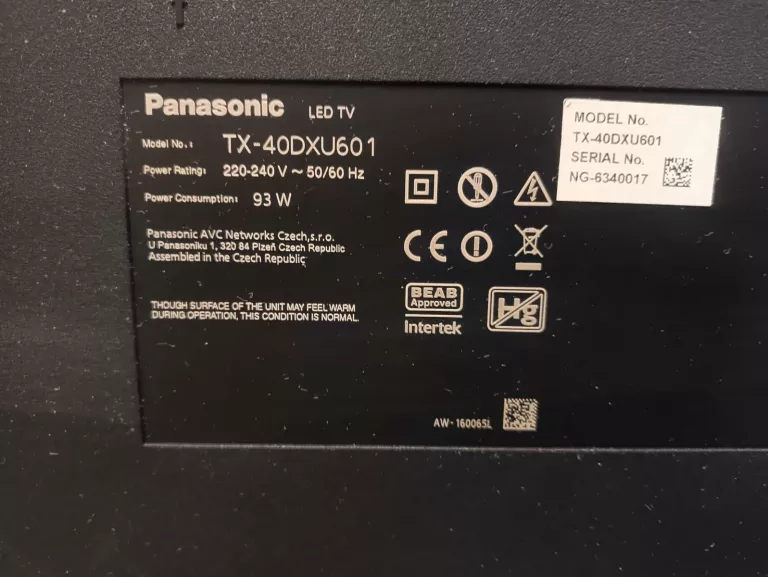 Panasonic LED TV
Model No.: TX-40DXU601
Power Rating: 220-240 V ~ 50/60 Hz
Power Consumption: 93 W
Panasonic AVC Networks Czech,s.r.o.
U Panasoniku 1, 320 84 Plzeň Czech Republic
Assembled in the Czech Republic
THOUGH SURFACE OF THE UNIT MAY FEEL WARM
DURING OPERATION, THIS CONDITION IS NORMAL.
CE
BEAB
Approved
Intertek
Hg
AW-160065L
MODEL No.
TX-40DXU601
SERIAL No.
NG-6340017